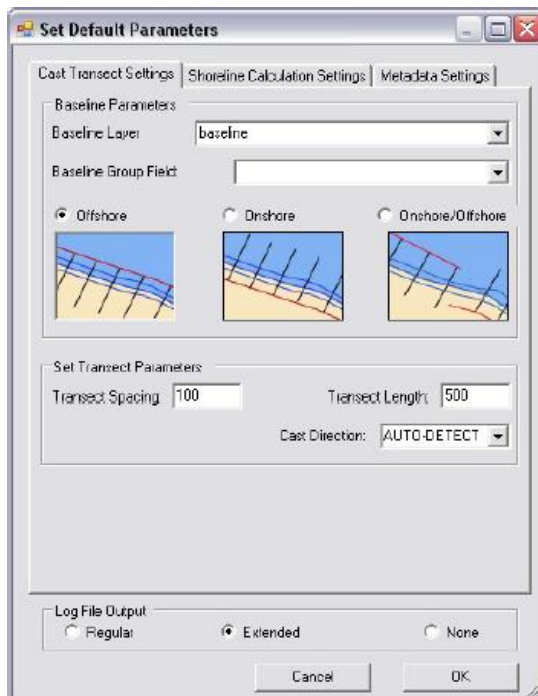 Set Default Parameters
Cast Transect Settings
Shoreline Calculation Settings
Metadata Settings
Baseline Parameters
Baseline Layer
baseline
Baseline Group Field:
Offshore
Onshore
Onshore/Offshore
Set Transect Parameters
Transect Spacing:
100
Transect Length:
500
Cast Direction:
AUTO-DETECT
Log File Output
Regular
Extended
None
Cancel
OK